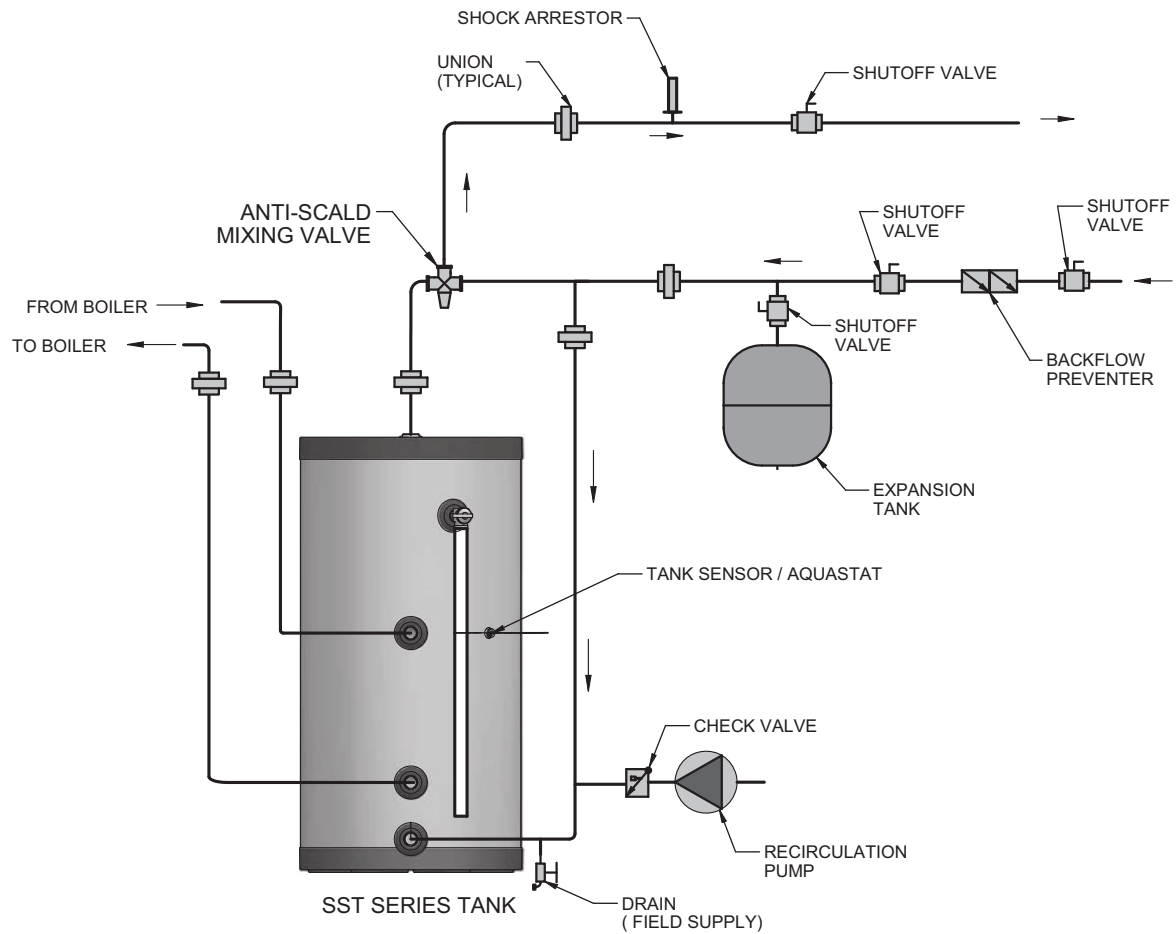 SHOCK ARRESTOR
UNION
(TYPICAL)
SHUTOFF VALVE
ANTI-SCALD
MIXING VALVE
SHUTOFF
VALVE
SHUTOFF
VALVE
FROM BOILER
TO BOILER
SHUTOFF
VALVE
BACKFLOW
PREVENTER
EXPANSION
TANK
TANK SENSOR / AQUASTAT
CHECK VALVE
RECIRCULATION
PUMP
SST SERIES TANK
DRAIN
( FIELD SUPPLY)